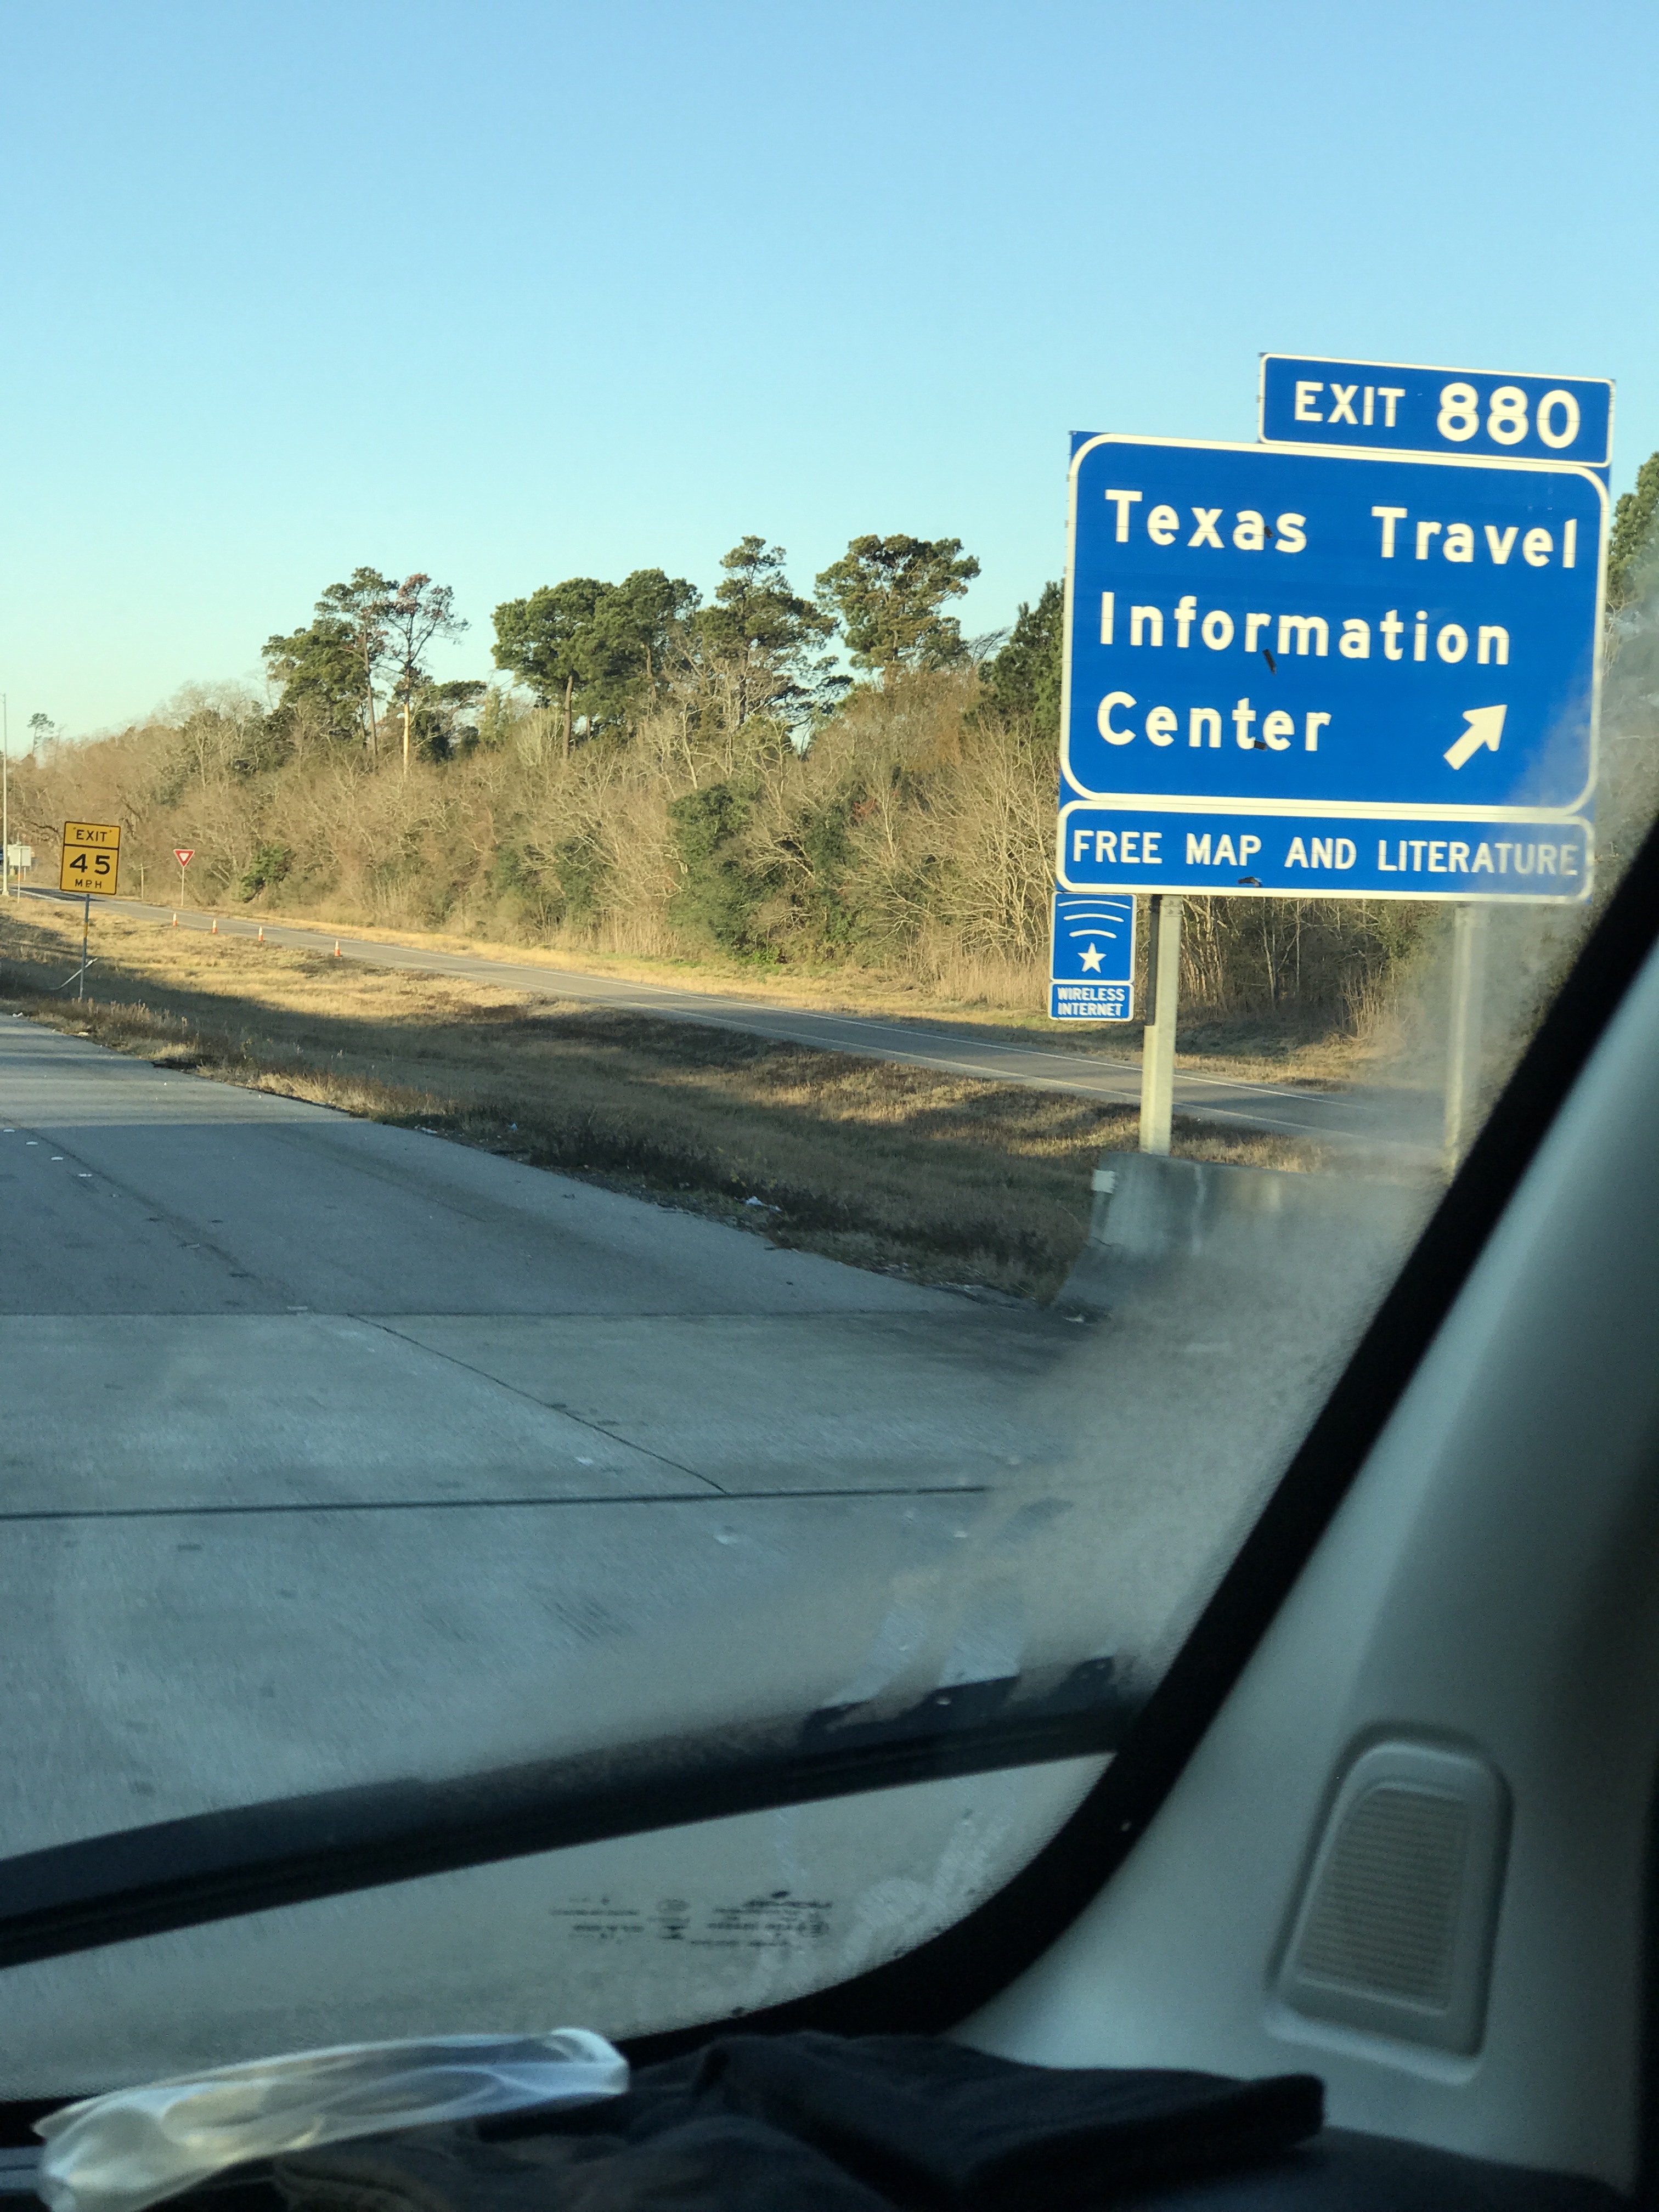 EXIT 880
Texas Travel
Information
Center
FREE MAP AND LITERATURE
WIRELESS
INTERNET
EXIT
45
MPH